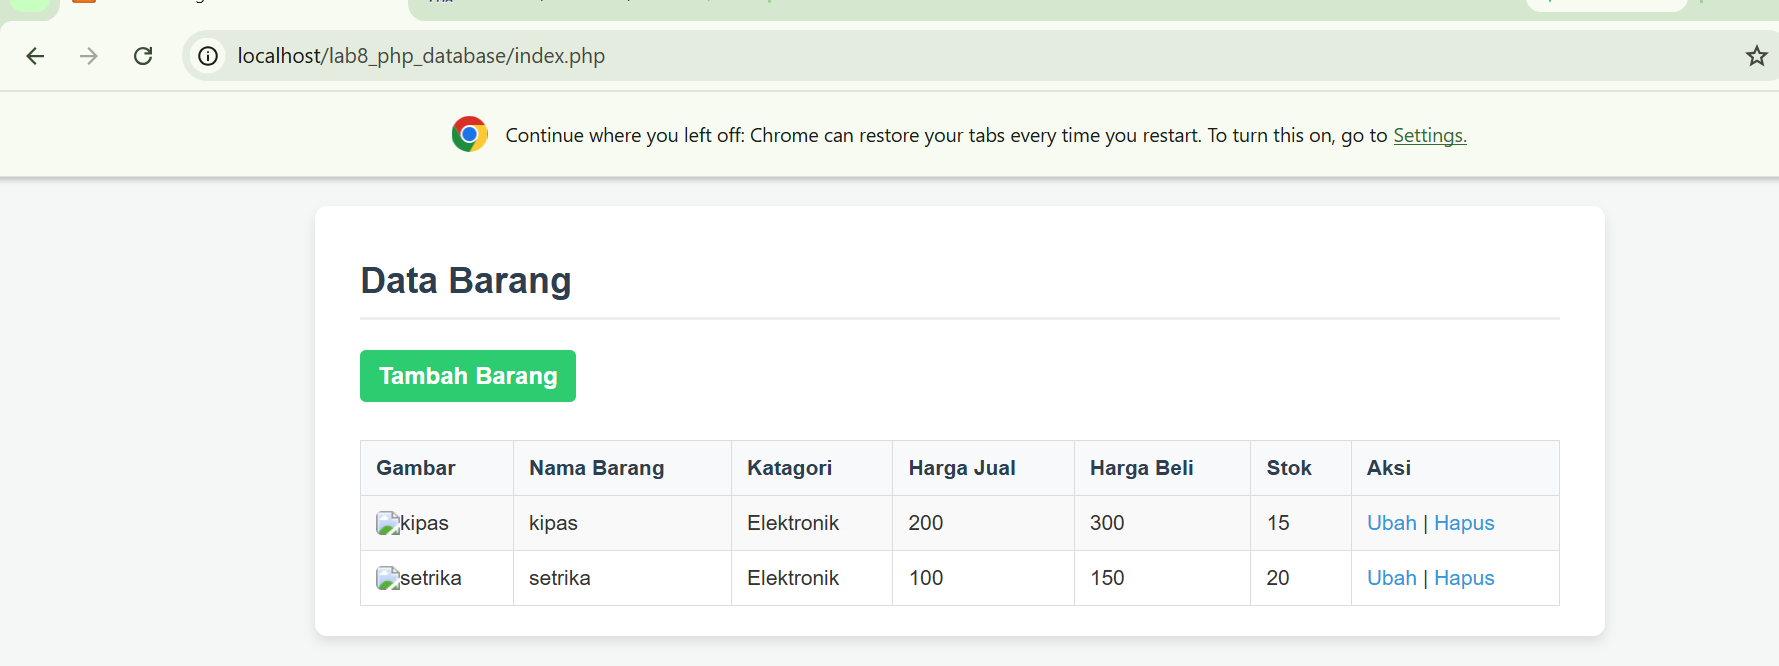 localhost/lab8_php_database/index.php
Continue where you left off: Chrome can restore your tabs every time you restart. To turn this on, go to Settings.
Data Barang
Tambah Barang
Gambar Nama Barang Katagori Harga Jual Harga Beli Stok Aksi
kipas kipas Elektronik 200 300 15 Ubah | Hapus
setrika setrika Elektronik 100 150 20 Ubah | Hapus